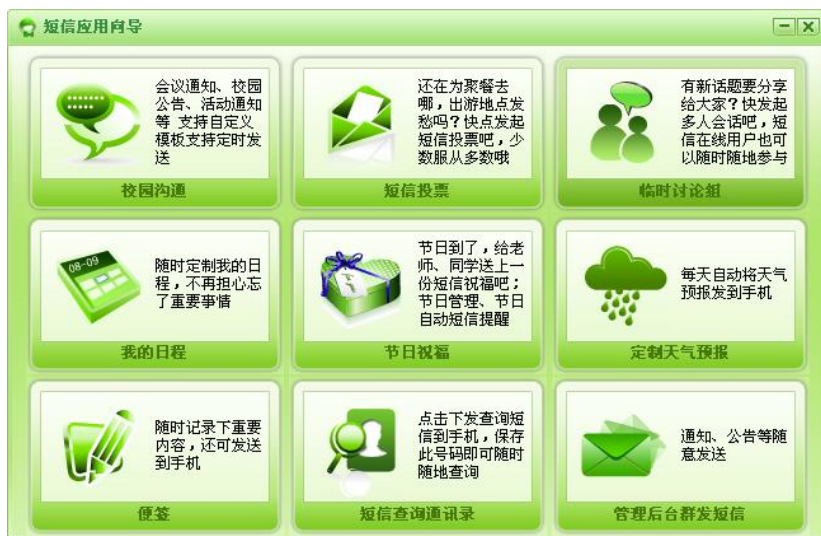 短信应用向导
会议通知、校园
公告、活动通知
等 支持自定义
模板支持定时发
送
校园沟通
还在为聚餐去
哪，出游地点发
愁吗？快点发起
短信投票吧，少
数服从多数哦
短信投票
有新话题要分享
给大家？快发起
多人会话吧，短
信在线用户也可
以随时随地参与
临时讨论组
08-09
随时定制我的日
程，不再担心忘
了重要事情
我的日程
节日到了，给老
师、同学送上一
份短信祝福吧；
节日管理、节日
自动短信提醒
节日祝福
每天自动将天气
预报发到手机
定制天气预报
随时记录下重要
内容，还可发送
到手机
便签
点击下发查询短
信到手机，保存
此号码即可随时
随地查询
短信查询通讯录
通知、公告等随
意发送
管理后台群发短信